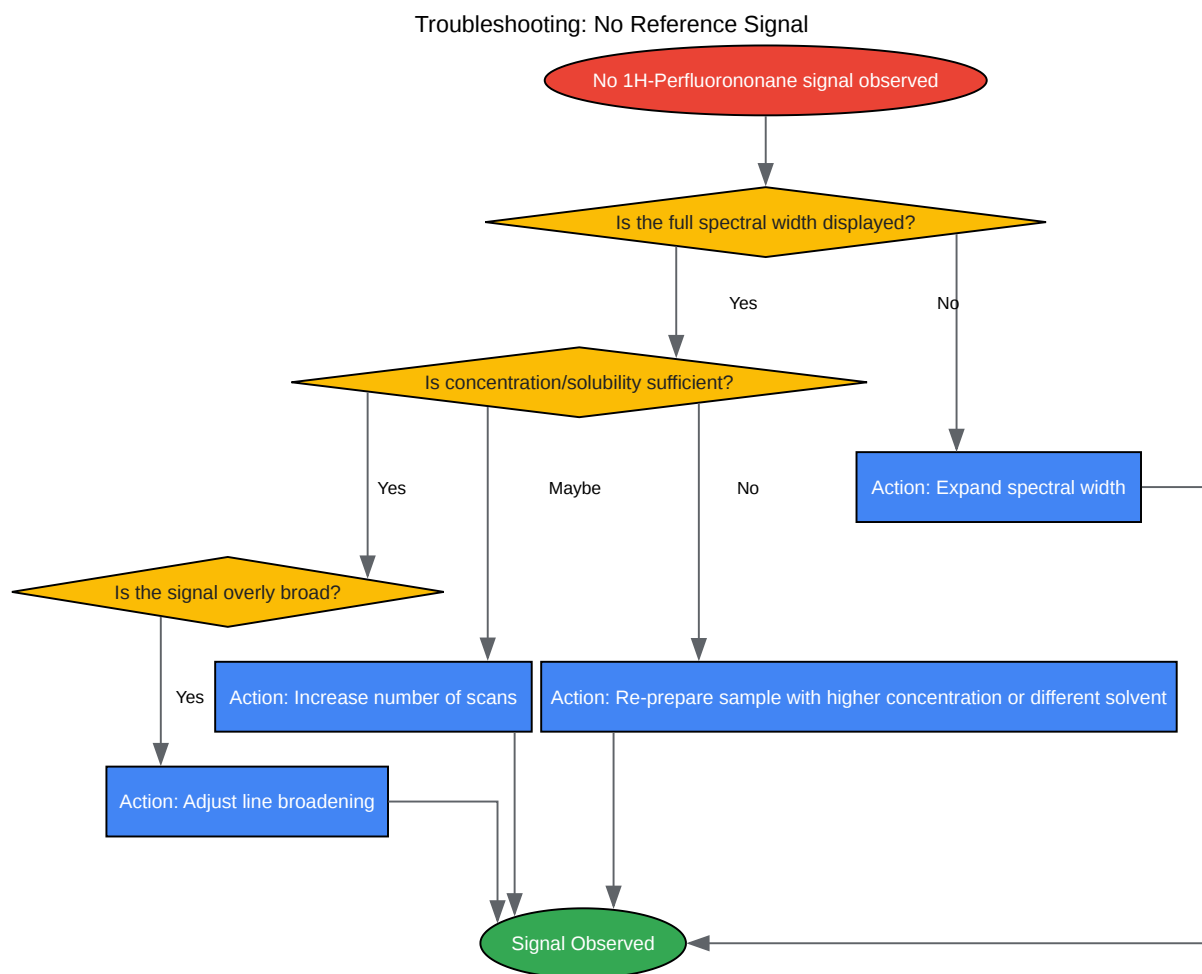 Troubleshooting: No Reference Signal
No 1H-Perfluorononane signal observed
Is the full spectral width displayed?
Yes
No
Is concentration/solubility sufficient?
Yes
Maybe
No
Action: Expand spectral width
Is the signal overly broad?
Yes
Action: Increase number of scans
Action: Re-prepare sample with higher concentration or different solvent
Action: Adjust line broadening
Signal Observed